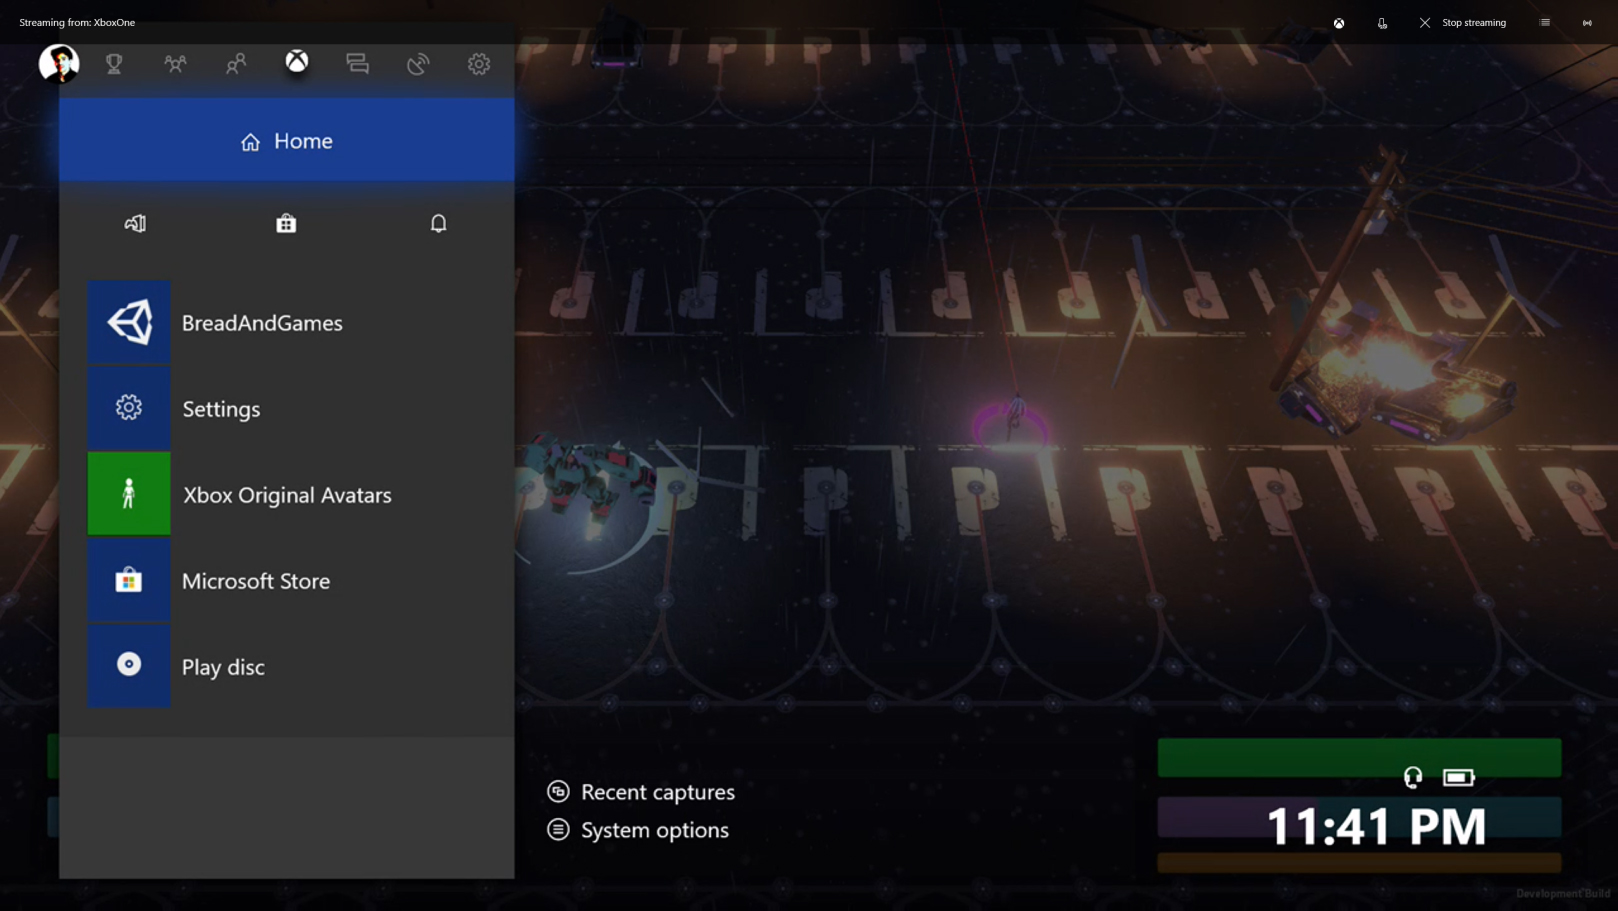 Streaming from: XboxOne
Stop streaming
Home
BreadAndGames
Settings
Xbox Original Avatars
Microsoft Store
Play disc
Recent captures
System options
11:41 PM
Development Build